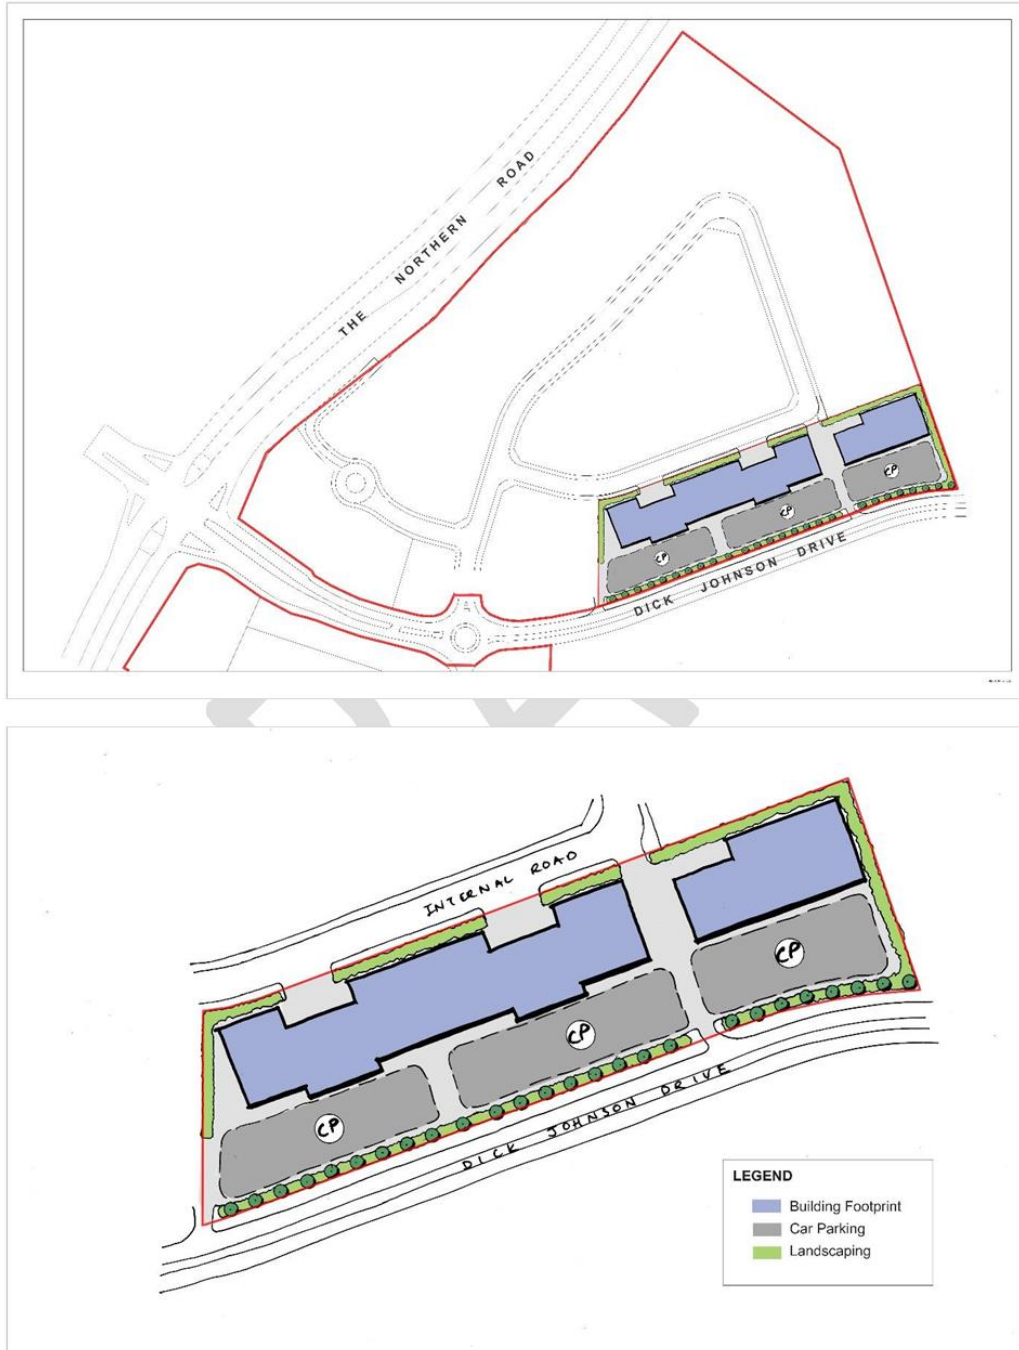 THE NORTHERN ROAD
CP
CP
CP
DICK JOHNSON DRIVE
INTERNAL ROAD
CP
CP
CP
DICK JOHNSON DRIVE
LEGEND
Building Footprint
Car Parking
Landscaping